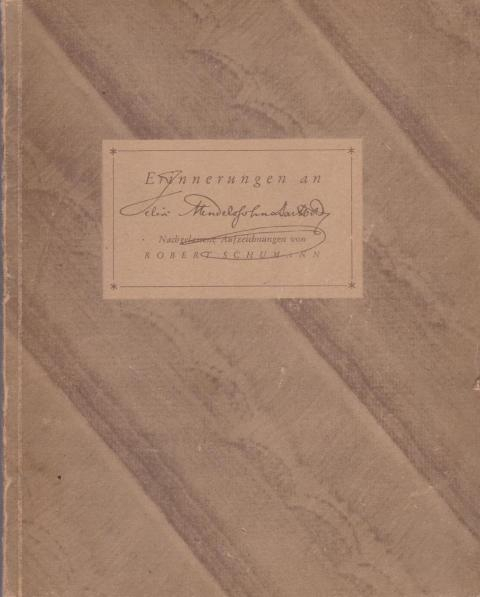 Erinnerungen an
Felix Mendelssohn Bartholdy
Nachgelassene Aufzeichnungen von
ROBERT SCHUMANN